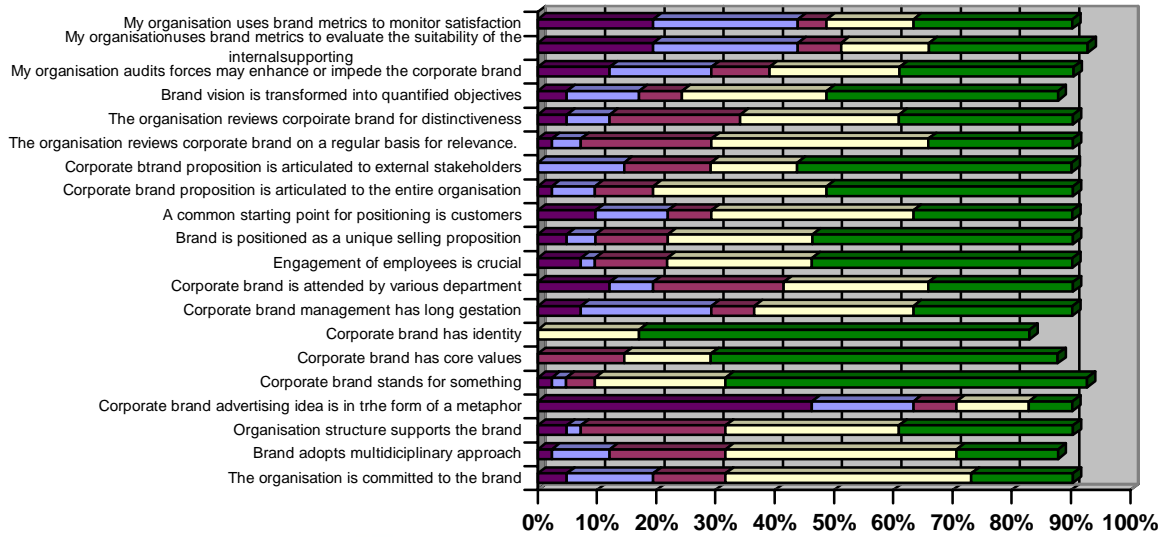 My organisation uses brand metrics to monitor satisfaction
My organisationuses brand metrics to evaluate the suitability of the
internalsupporting
My organisation audits forces may enhance or impede the corporate brand
Brand vision is transformed into quantified objectives
The organisation reviews corpoirate brand for distinctiveness
The organisation reviews corporate brand on a regular basis for relevance.
Corporate btrand proposition is articulated to external stakeholders
Corporate brand proposition is articulated to the entire organisation
A common starting point for positioning is customers
Brand is positioned as a unique selling proposition
Engagement of employees is crucial
Corporate brand is attended by various department
Corporate brand management has long gestation
Corporate brand has identity
Corporate brand has core values
Corporate brand stands for something
Corporate brand advertising idea is in trhe form of a metaphor
Organisation structure supports the brand
Brand adopts multidiciplinary approach
The organisation is committed to the brand
0% 10% 20% 30% 40% 50% 60% 70% 80% 90% 100%